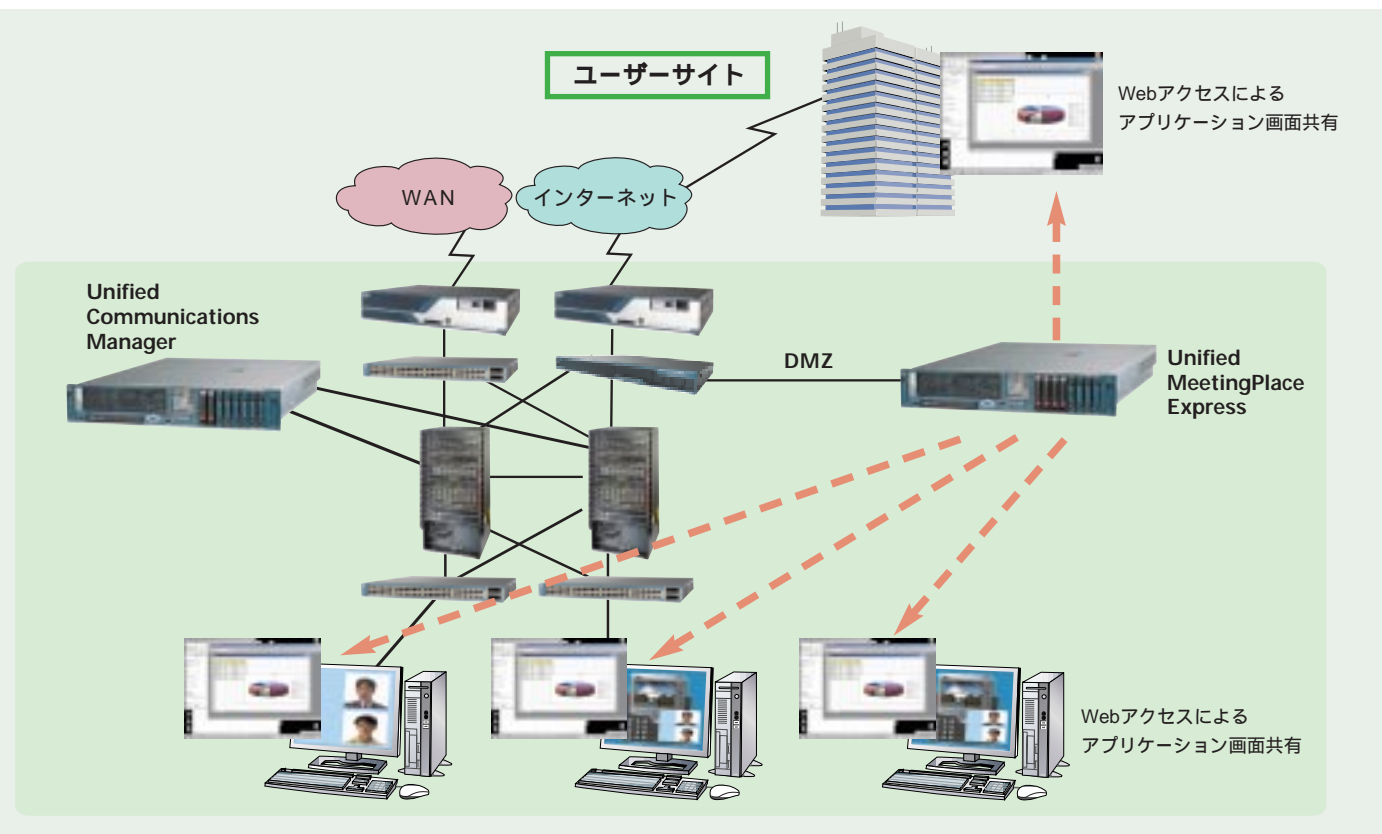 ユーザーサイト
Webアクセスによる
アプリケーション画面共有
WAN
インターネット
Unified
Communications
Manager
DMZ
Unified
MeetingPlace
Express
Webアクセスによる
アプリケーション画面共有